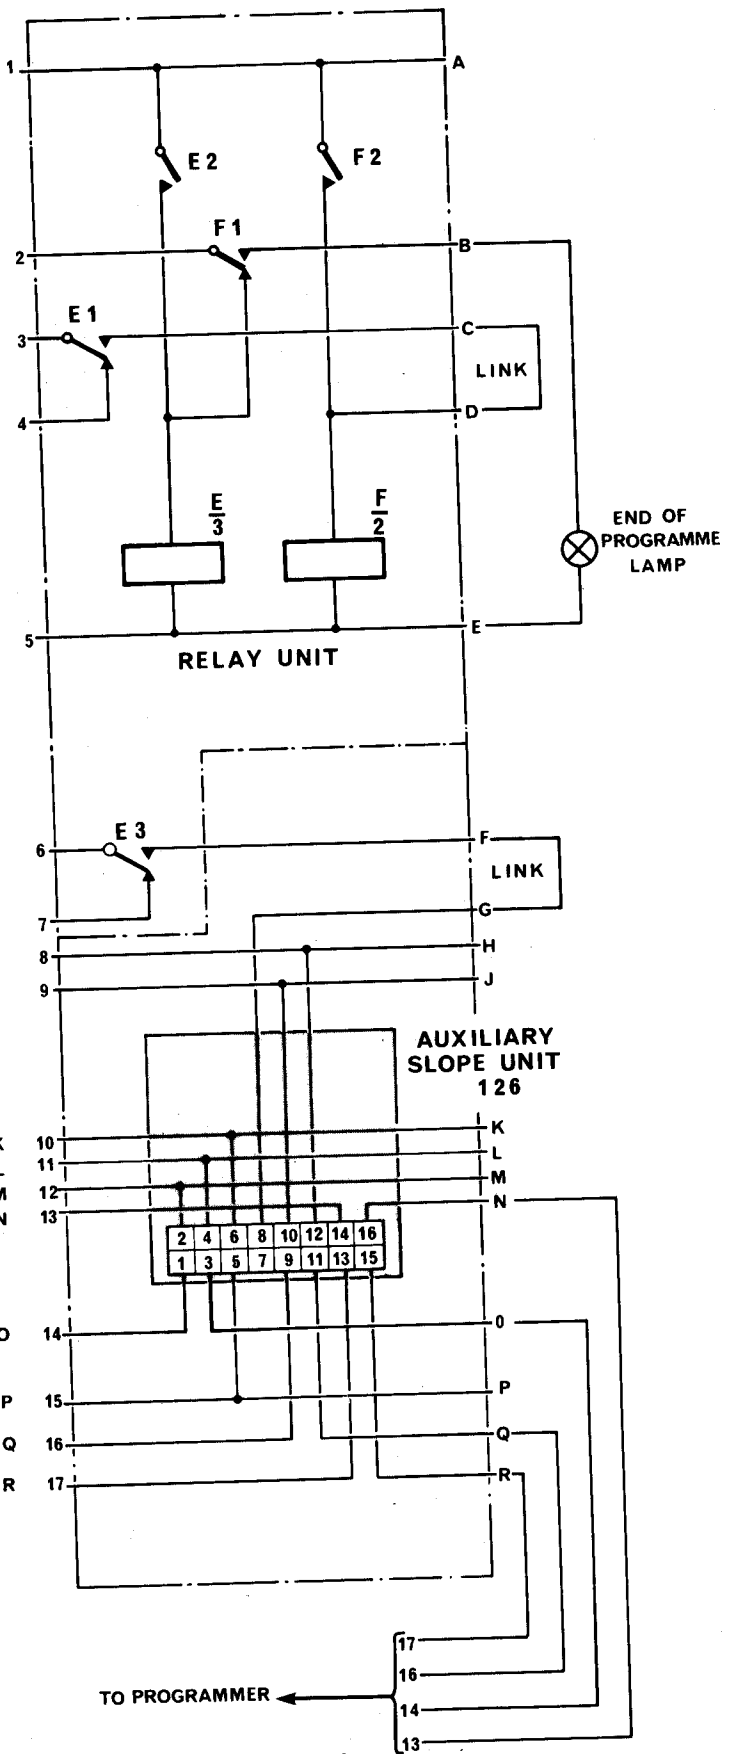 1 A
E 2 F 2
F 1
2 B
E 1
3 C
LINK
4 D
E/3 F/2
END OF
PROGRAMME
LAMP
5 E
RELAY UNIT
E 3
6 F
LINK
7 G
8 H
9 J
AUXILIARY
SLOPE UNIT
126
10 K
11 L
M 12 M
N 13 N
2 4 6 8 10 12 14 16
1 3 5 7 9 11 13 15
O 14 0
P 15 P
Q 16 Q
R 17 R
17
16
TO PROGRAMMER
14
13